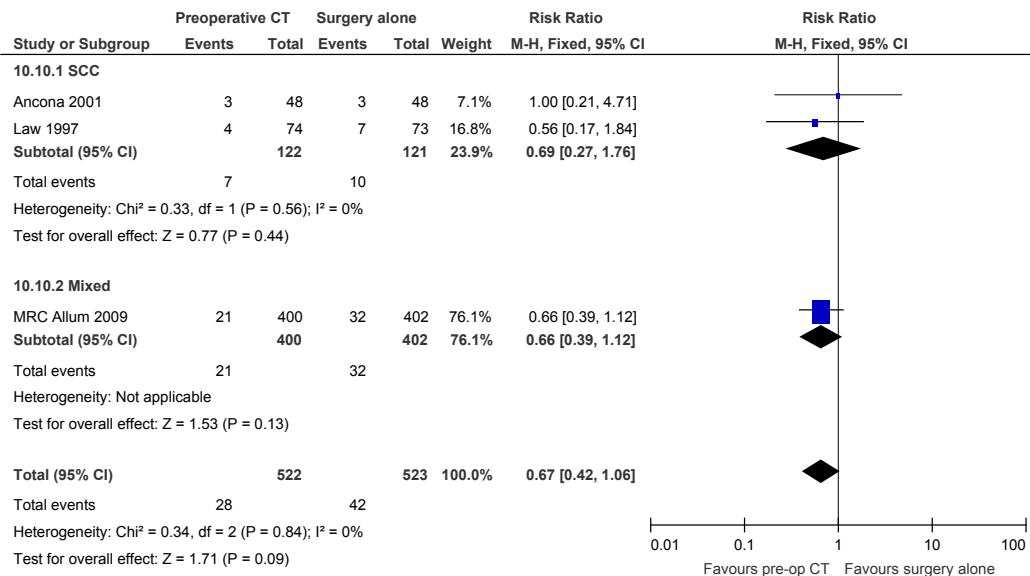 Preoperative CT Surgery alone Risk Ratio Risk Ratio
Study or Subgroup Events Total Events Total Weight M-H, Fixed, 95% CI M-H, Fixed, 95% CI
10.10.1 SCC
Ancona 2001 3 48 3 48 7.1% 1.00 [0.21, 4.71]
Law 1997 4 74 7 73 16.8% 0.56 [0.17, 1.84]
Subtotal (95% CI) 122 121 23.9% 0.69 [0.27, 1.76]
Total events 7 10
Heterogeneity: Chi² = 0.33, df = 1 (P = 0.56); I² = 0%
Test for overall effect: Z = 0.77 (P = 0.44)
10.10.2 Mixed
MRC Allum 2009 21 400 32 402 76.1% 0.66 [0.39, 1.12]
Subtotal (95% CI) 400 402 76.1% 0.66 [0.39, 1.12]
Total events 21 32
Heterogeneity: Not applicable
Test for overall effect: Z = 1.53 (P = 0.13)
Total (95% CI) 522 523 100.0% 0.67 [0.42, 1.06]
Total events 28 42
Heterogeneity: Chi² = 0.34, df = 2 (P = 0.84); I² = 0%
Test for overall effect: Z = 1.71 (P = 0.09)
0.01 0.1 1 10 100
Favours pre-op CT Favours surgery alone